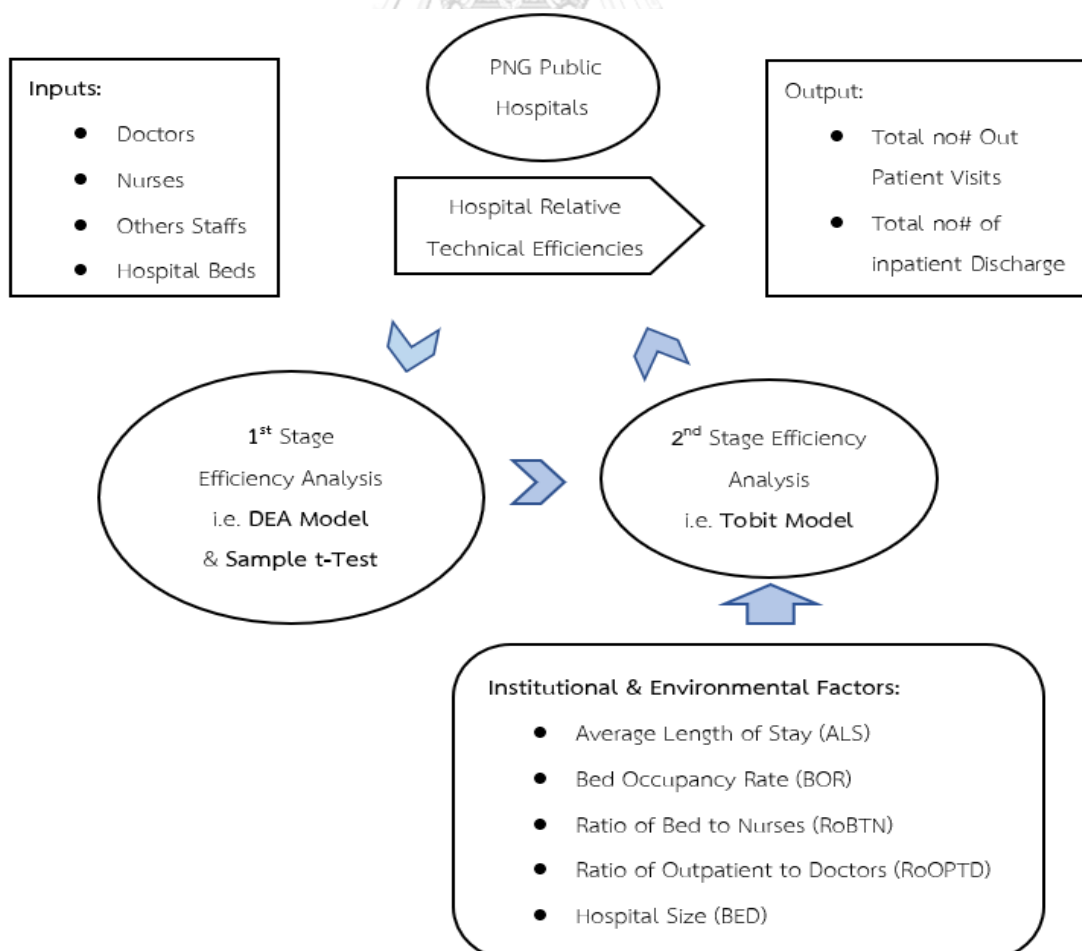 PNG Public
Hospitals
Inputs:
● Doctors
● Nurses
● Others Staffs
● Hospital Beds
Hospital Relative
Technical Efficiencies
Output:
● Total no# Out
Patient Visits
● Total no# of
inpatient Discharge
1st Stage
Efficiency Analysis
i.e. DEA Model
& Sample t-Test
2nd Stage Efficiency
Analysis
i.e. Tobit Model
Institutional & Environmental Factors:
● Average Length of Stay (ALS)
● Bed Occupancy Rate (BOR)
● Ratio of Bed to Nurses (RoBTN)
● Ratio of Outpatient to Doctors (RoOPTD)
● Hospital Size (BED)